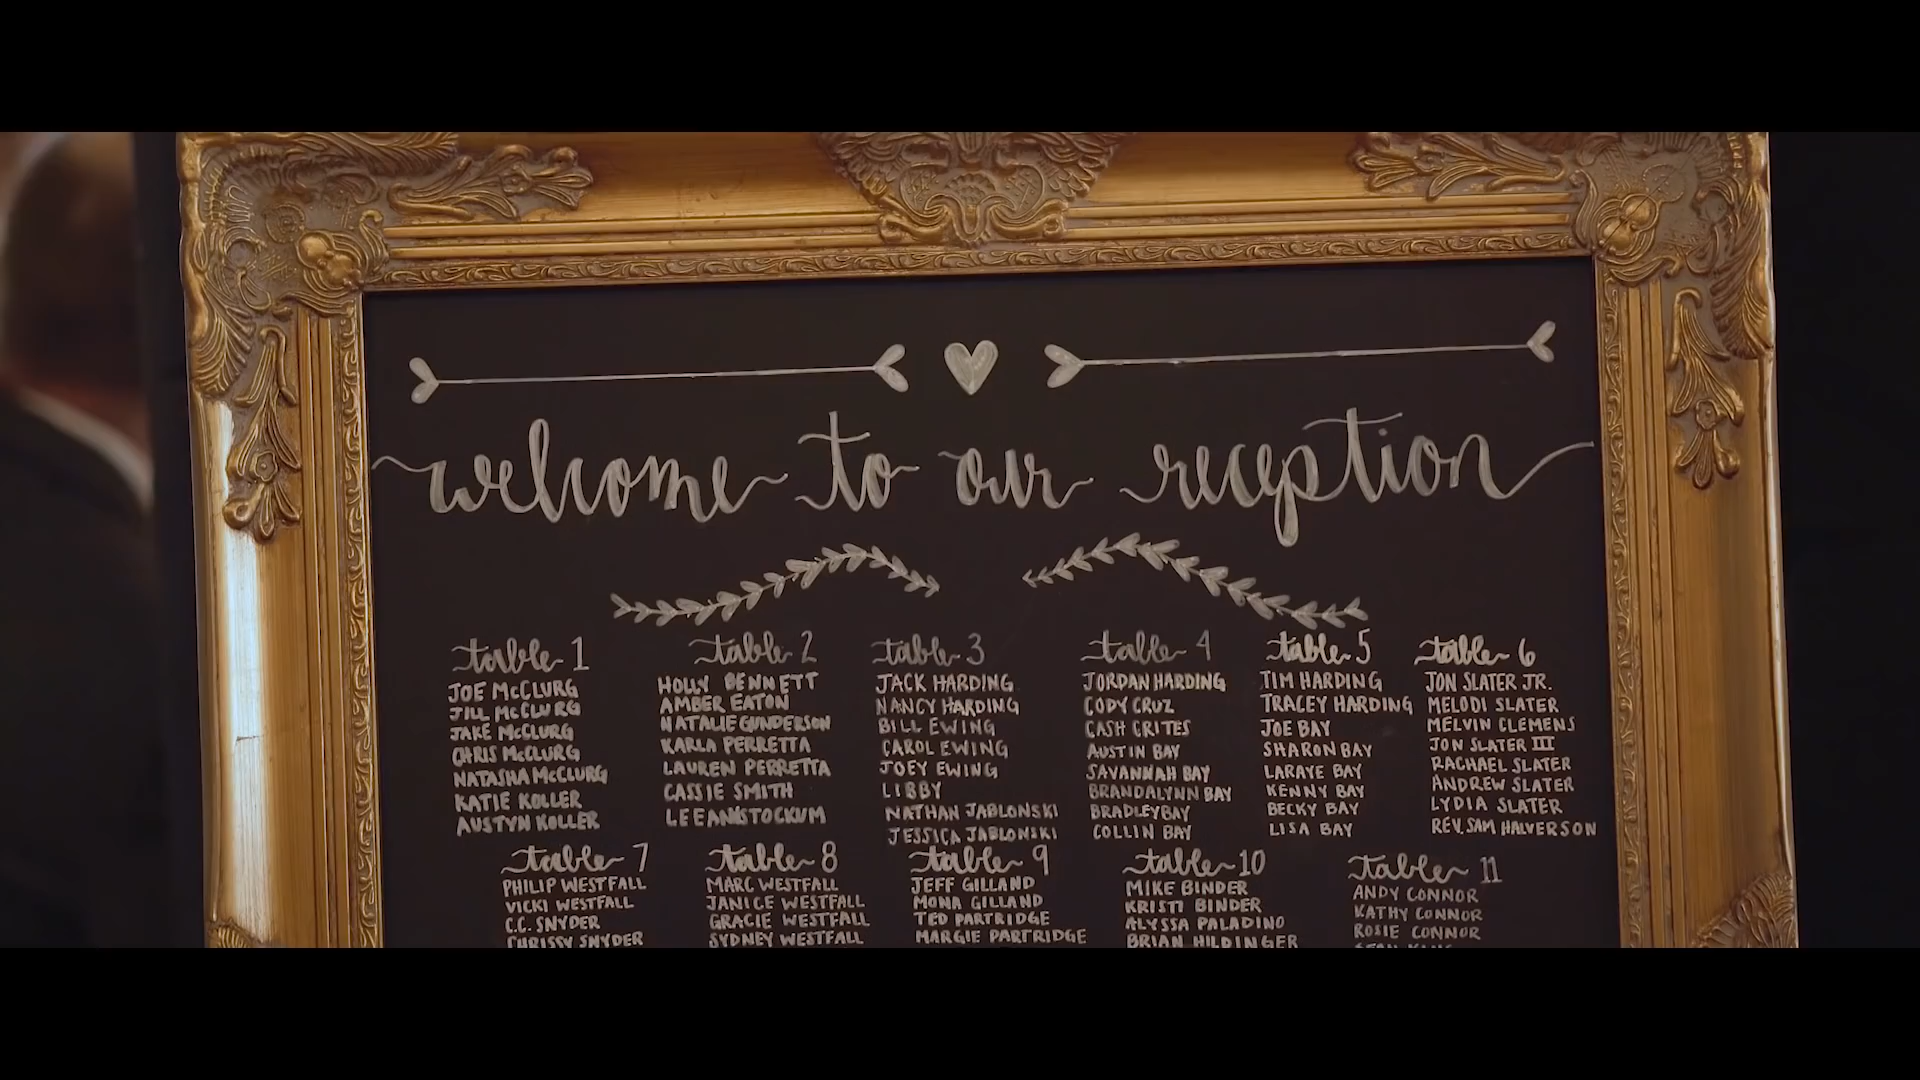 welcome to our reception
table 1
JOE McCLURG
JILL McCLURG
JAKE McCLURG
CHRIS McCLURG
NATASHA McCLURG
KATIE KOLLER
AUSTYN KOLLER
table 2
HOLLY BENNETT
AMBER EATON
NATALIE GUNDERSON
KARLA PERRETTA
LAUREN PERRETTA
CASSIE SMITH
LEEANN STOCKUM
table 3
JACK HARDING
NANCY HARDING
BILL EWING
CAROL EWING
JOEY EWING
LIBBY
NATHAN JABLONSKI
JESSICA JABLONSKI
table 4
JORDAN HARDING
CODY CRUZ
CASH CRITES
AUSTIN BAY
SAVANNAH BAY
BRANDALYNN BAY
BRADLEY BAY
COLLIN BAY
table 5
TIM HARDING
TRACEY HARDING
JOE BAY
SHARON BAY
LARAYE BAY
KENNY BAY
BECKY BAY
LISA BAY
table 6
JON SLATER JR.
MELODI SLATER
MELVIN CLEMENS
JON SLATER III
RACHAEL SLATER
ANDREW SLATER
LYDIA SLATER
REV. SAM HALVERSON
table 7
PHILIP WESTFALL
VICKI WESTFALL
C.C. SNYDER
CHRISSY SNYDER
table 8
MARC WESTFALL
JANICE WESTFALL
GRACIE WESTFALL
SYDNEY WESTFALL
table 9
JEFF GILLAND
MONA GILLAND
TED PARTRIDGE
MARGIE PARTRIDGE
table 10
MIKE BINDER
KRISTI BINDER
ALYSSA PALADINO
BRIAN HILDINGER
table 11
ANDY CONNOR
KATHY CONNOR
ROSIE CONNOR